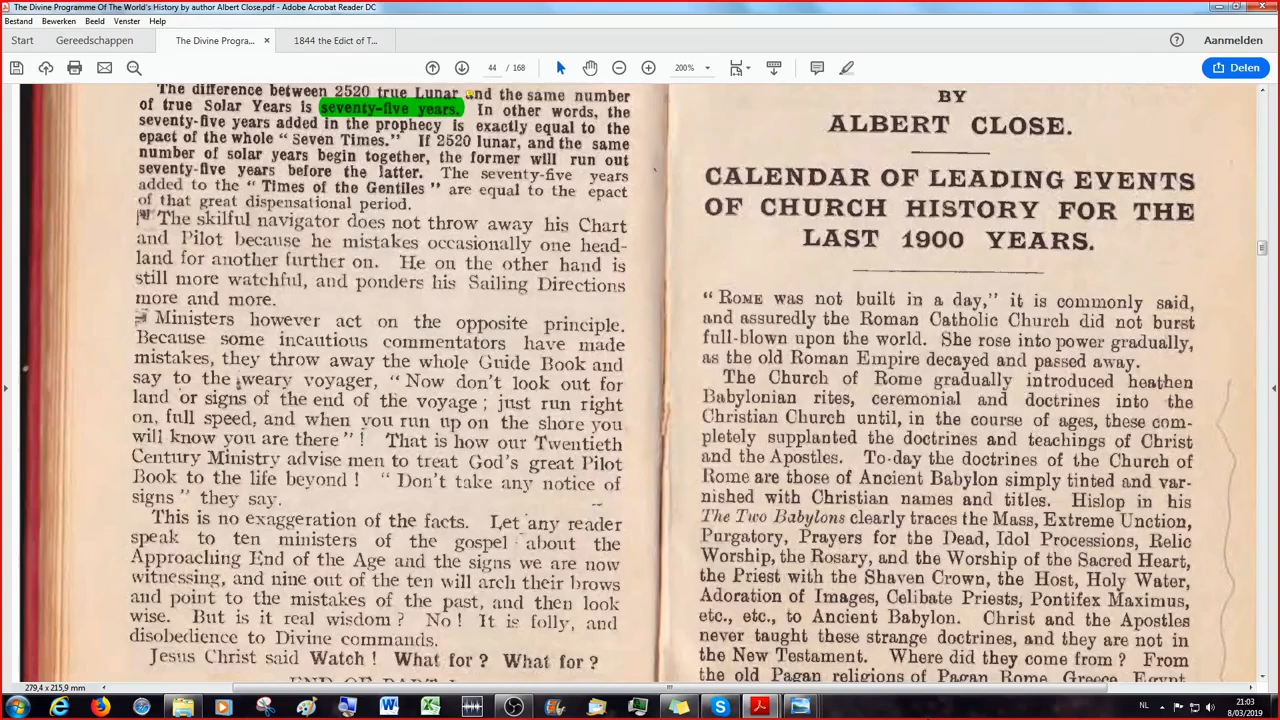 The Divine Programme Of The World's History by author Albert Close.pdf - Adobe Acrobat Reader DC
Bestand Bewerken Beeld Venster Help
Start Gereedschappen The Divine Progra... × 1844 the Edict of T... Aanmelden
44 / 168 200% Delen
The difference between 2520 true Lunar and the same number
of true Solar Years is seventy-five years. In other words, the
seventy-five years added in the prophecy is exactly equal to the
epact of the whole "Seven Times." If 2520 lunar, and the same
number of solar years begin together, the former will run out
seventy-five years before the latter. The seventy-five years
added to the "Times of the Gentiles" are equal to the epact
of that great dispensational period.
The skilful navigator does not throw away his Chart
and Pilot because he mistakes occasionally one head-
land for another further on. He on the other hand is
still more watchful, and ponders his Sailing Directions
more and more.
Ministers however act on the opposite principle.
Because some incautious commentators have made
mistakes, they throw away the whole Guide Book and
say to the weary voyager, "Now don't look out for
land or signs of the end of the voyage; just run right
on, full speed, and when you run up on the shore you
will know you are there"! That is how our Twentieth
Century Ministry advise men to treat God's great Pilot
Book to the life beyond! "Don't take any notice of
signs" they say.
This is no exaggeration of the facts. Let any reader
speak to ten ministers of the gospel about the
Approaching End of the Age and the signs we are now
witnessing, and nine out of the ten will arch their brows
and point to the mistakes of the past, and then look
wise. But is it real wisdom? No! It is folly, and
disobedience to Divine commands.
Jesus Christ said Watch! What for? What for?
BY
ALBERT CLOSE.
CALENDAR OF LEADING EVENTS
OF CHURCH HISTORY FOR THE
LAST 1900 YEARS.
"ROME was not built in a day," it is commonly said,
and assuredly the Roman Catholic Church did not burst
full-blown upon the world. She rose into power gradually,
as the old Roman Empire decayed and passed away.
The Church of Rome gradually introduced heathen
Babylonian rites, ceremonial and doctrines into the
Christian Church until, in the course of ages, these com-
pletely supplanted the doctrines and teachings of Christ
and the Apostles. To-day the doctrines of the Church of
Rome are those of Ancient Babylon simply tinted and var-
nished with Christian names and titles. Hislop in his
The Two Babylons clearly traces the Mass, Extreme Unction,
Purgatory, Prayers for the Dead, Idol Processions, Relic
Worship, the Rosary, and the Worship of the Sacred Heart,
the Priest with the Shaven Crown, the Host, Holy Water,
Adoration of Images, Celibate Priests, Pontifex Maximus,
etc., etc., to Ancient Babylon. Christ and the Apostles
never taught these strange doctrines, and they are not in
the New Testament. Where did they come from? From
the old Pagan religions of Pagan Rome, Greece, Egypt
279,4 x 215,9 mm
NL 21:03
8/03/2019